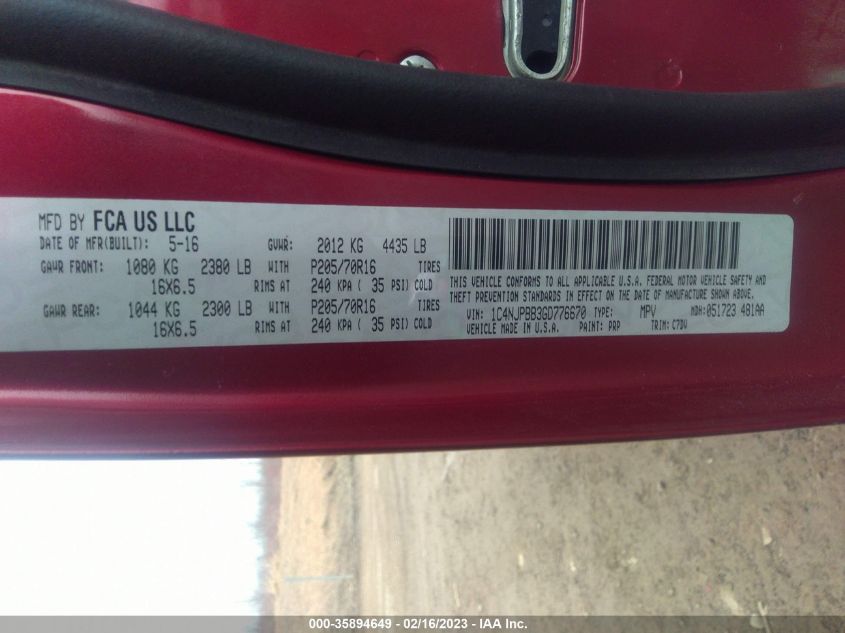 MFD BY FCA US LLC
DATE OF MFR(BUILT): 5-16 GVWR: 2012 KG 4435 LB
GAWR FRONT: 1080 KG 2380 LB WITH P205/70R16 TIRES
16X6.5 RIMS AT 240 KPA ( 35 PSI) COLD
GAWR REAR: 1044 KG 2300 LB WITH P205/70R16 TIRES
16X6.5 RIMS AT 240 KPA ( 35 PSI) COLD
THIS VEHICLE CONFORMS TO ALL APPLICABLE U.S.A. FEDERAL MOTOR VEHICLE SAFETY AND
THEFT PREVENTION STANDARDS IN EFFECT ON THE DATE OF MANUFACTURE SHOWN ABOVE.
VIN: 1C4NJPBB3GD776670 TYPE: MPV MDH:051723 481AA
VEHICLE MADE IN U.S.A. PAINT: PRP TRIM: C7DV
000-35894649 - 02/16/2023 - IAA Inc.